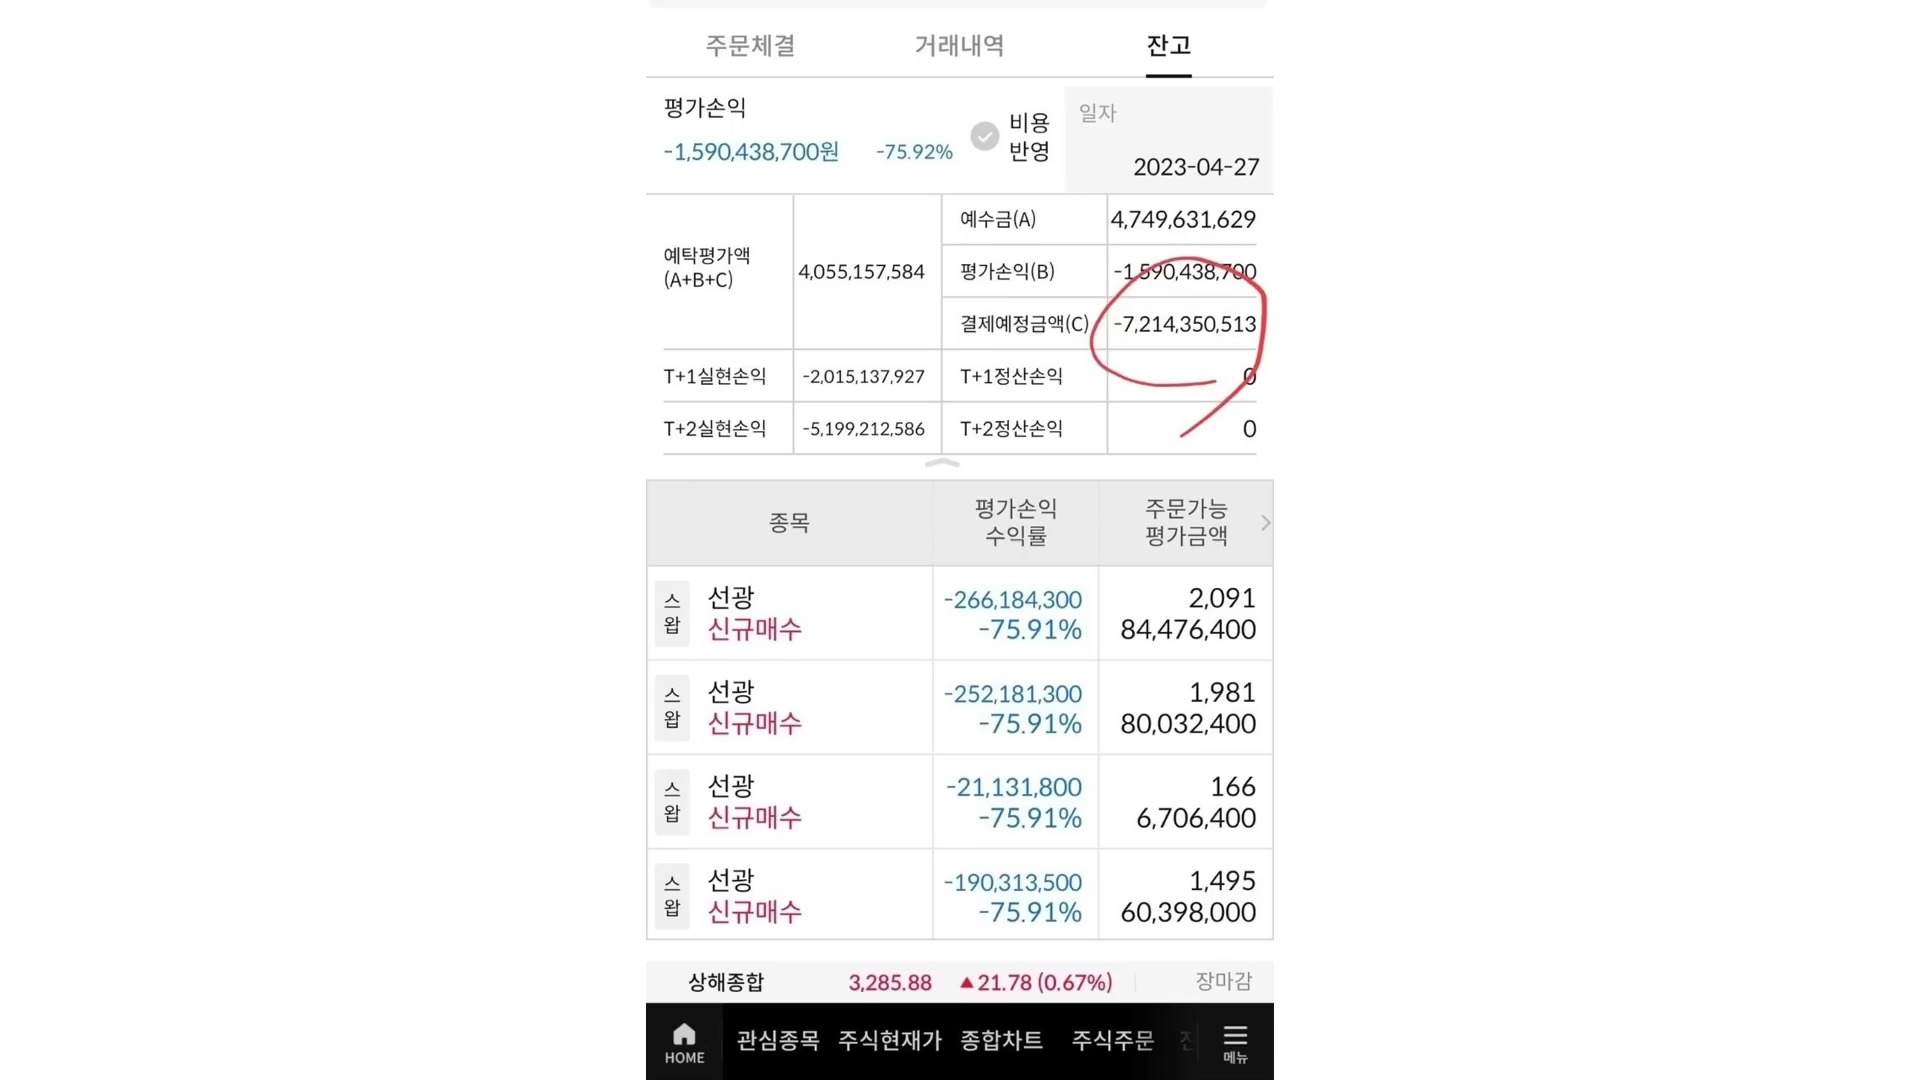 주문체결 거래내역 잔고
평가손익
-1,590,438,700원 -75.92%
비용
반영
일자
2023-04-27
예탁평가액
(A+B+C)
4,055,157,584
예수금(A) 4,749,631,629
평가손익(B) -1,590,438,700
결제예정금액(C) -7,214,350,513
T+1실현손익 -2,015,137,927 T+1정산손익 0
T+2실현손익 -5,199,212,586 T+2정산손익 0
종목
평가손익
수익률
주문가능
평가금액
스왑
선광 -266,184,300 2,091
신규매수 -75.91% 84,476,400
스왑
선광 -252,181,300 1,981
신규매수 -75.91% 80,032,400
스왑
선광 -21,131,800 166
신규매수 -75.91% 6,706,400
스왑
선광 -190,313,500 1,495
신규매수 -75.91% 60,398,000
상해종합 3,285.88 ▲21.78 (0.67%) 장마감
HOME 관심종목 주식현재가 종합차트 주식주문 메뉴